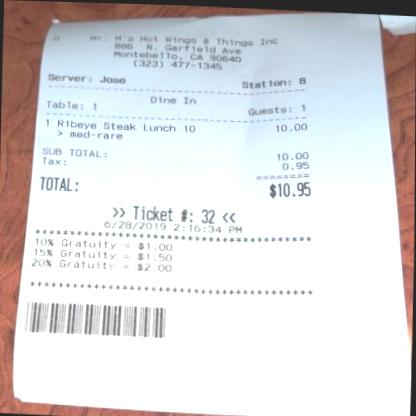 Mr. M's Hot Wings & Things Inc
886 N. Garfield Ave
Montebello, CA 90640
(323) 477-1345
Server: Jose Station: 8
Dine In
Table: 1 Guests: 1
1 Ribeye Steak Lunch 10 10.00
> med-rare
SUB TOTAL: 10.00
Tax: 0.95
========
TOTAL: $10.95
>> Ticket #: 32 <<
6/28/2019 2:16:34 PM
****************************************
10% Gratuity = $1.00
15% Gratuity = $1.50
20% Gratuity = $2.00
****************************************